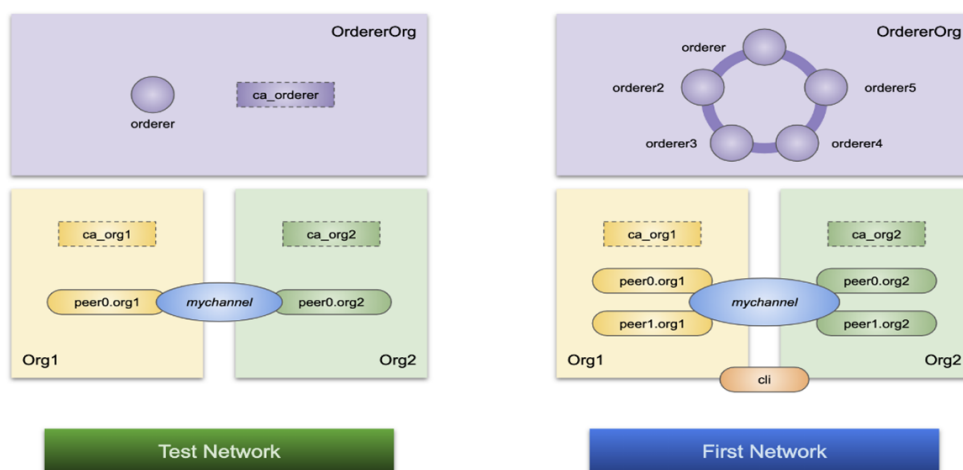 OrdererOrg
ca_orderer
orderer
ca_org1
ca_org2
peer0.org1
mychannel
peer0.org2
Org1
Org2
Test Network
OrdererOrg
orderer
orderer2
orderer5
orderer3
orderer4
ca_org1
ca_org2
peer0.org1
peer0.org2
mychannel
peer1.org1
peer1.org2
Org1
Org2
cli
First Network